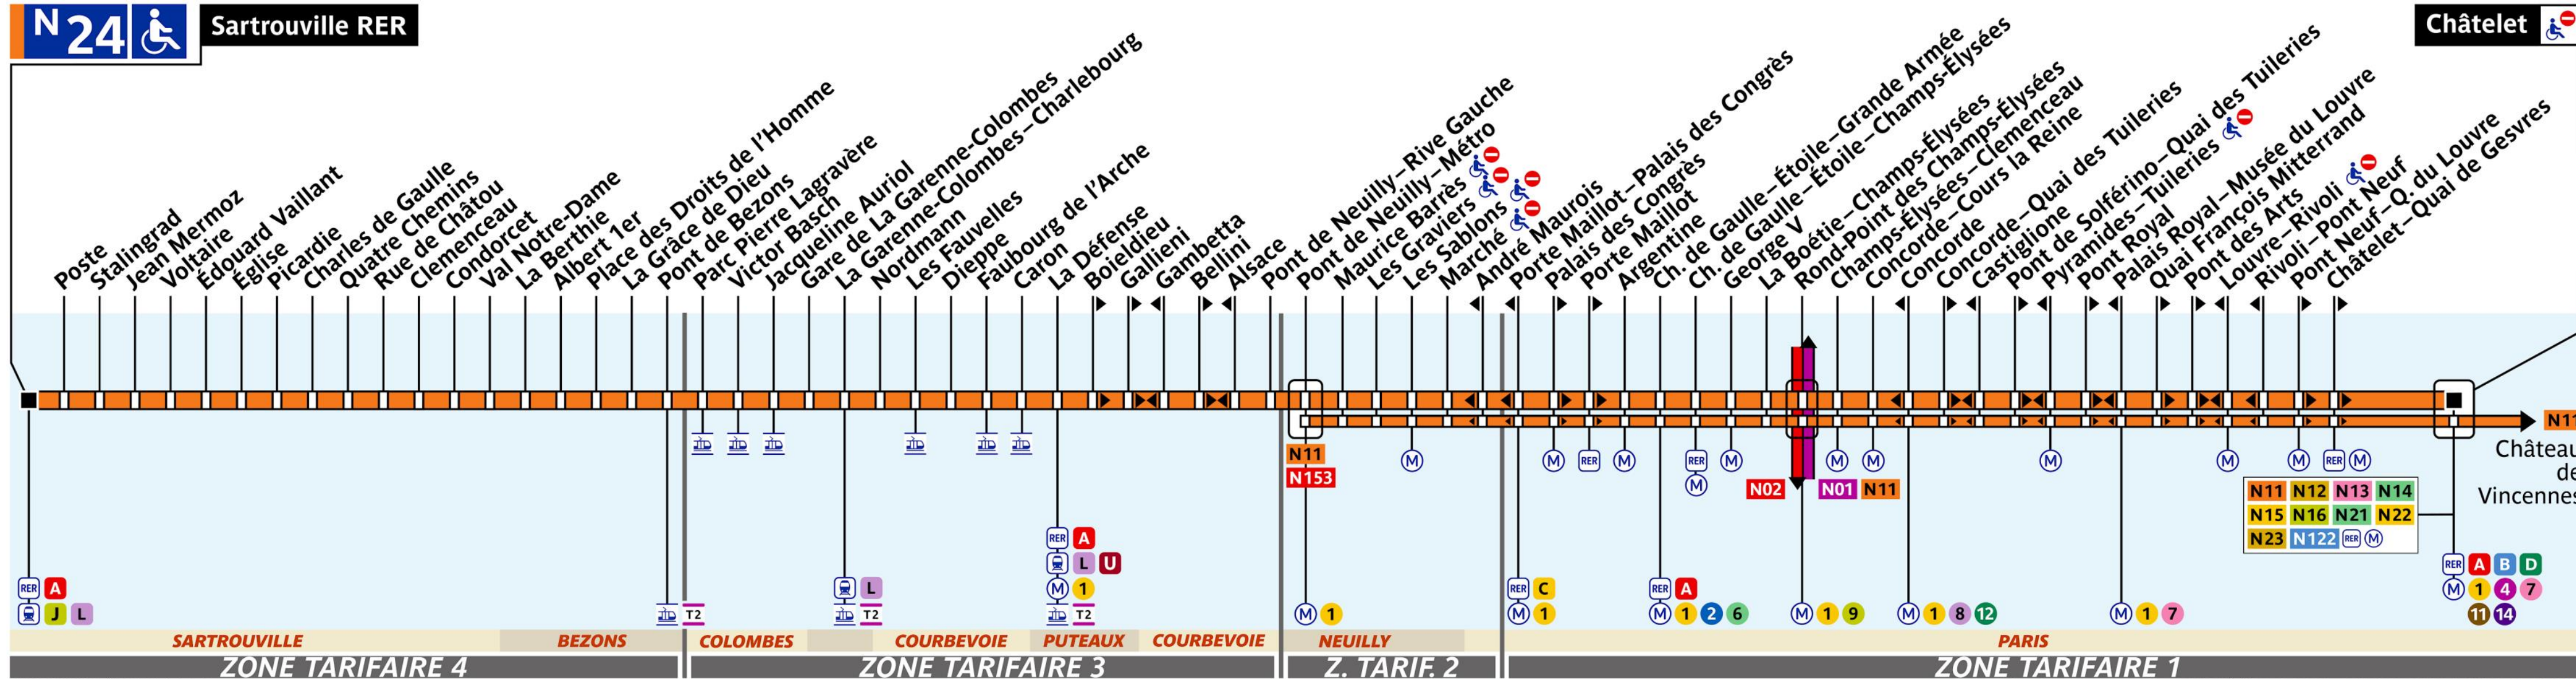 N24
Sartrouville RER
Châtelet
Poste
Stalingrad
Jean Mermoz
Voltaire
Édouard Vaillant
Église
Picardie
Charles de Gaulle
Quatre Chemins
Rue de Châtou
Clemenceau
Condorcet
Val Notre-Dame
La Berthie
Albert 1er
Place des Droits de l'Homme
La Grâce de Dieu
Pont de Bezons
Parc Pierre Lagravère
Victor Basch
Jacqueline Auriol
Gare de La Garenne-Colombes
La Garenne-Colombes–Charlebourg
Nordmann
Les Fauvelles
Dieppe
Faubourg de l'Arche
Caron
La Défense
Boieldieu
Gallieni
Gambetta
Bellini
Alsace
Pont de Neuilly–Rive Gauche
Pont de Neuilly–Métro
Maurice Barrès
Les Graviers
Les Sablons
Marché
André Maurois
Porte Maillot–Palais des Congrès
Palais des Congrès
Porte Maillot
Argentine
Ch. de Gaulle–Étoile–Grande Armée
Ch. de Gaulle–Étoile–Champs-Élysées
George V
La Boétie–Champs-Élysées
Rond-Point des Champs-Élysées
Champs-Élysées–Clemenceau
Concorde–Cours la Reine
Concorde
Concorde–Quai des Tuileries
Castiglione
Pont de Solférino–Quai des Tuileries
Pyramides–Tuileries
Pont Royal
Palais Royal–Musée du Louvre
Quai François Mitterrand
Pont des Arts
Louvre–Rivoli
Rivoli–Pont Neuf
Pont Neuf–Q. du Louvre
Châtelet–Quai de Gesvres
N11
Château
de
Vincennes
M
M
RER
M
RER
M
M
M
M
M
M
M
RER M
N11
N153
N02
N01 N11
N11 N12 N13 N14
N15 N16 N21 N22
N23 N122 RER M
RER A
J L
T2
L
T2
RER A
L U
M 1
T2
M 1
RER C
M 1
RER A
M 1 2 6
M 1 9
M 1 8 12
M 1 7
RER A B D
M 1 4 7
11 14
SARTROUVILLE BEZONS COLOMBES COURBEVOIE PUTEAUX COURBEVOIE NEUILLY PARIS
ZONE TARIFAIRE 4 ZONE TARIFAIRE 3 Z. TARIF. 2 ZONE TARIFAIRE 1